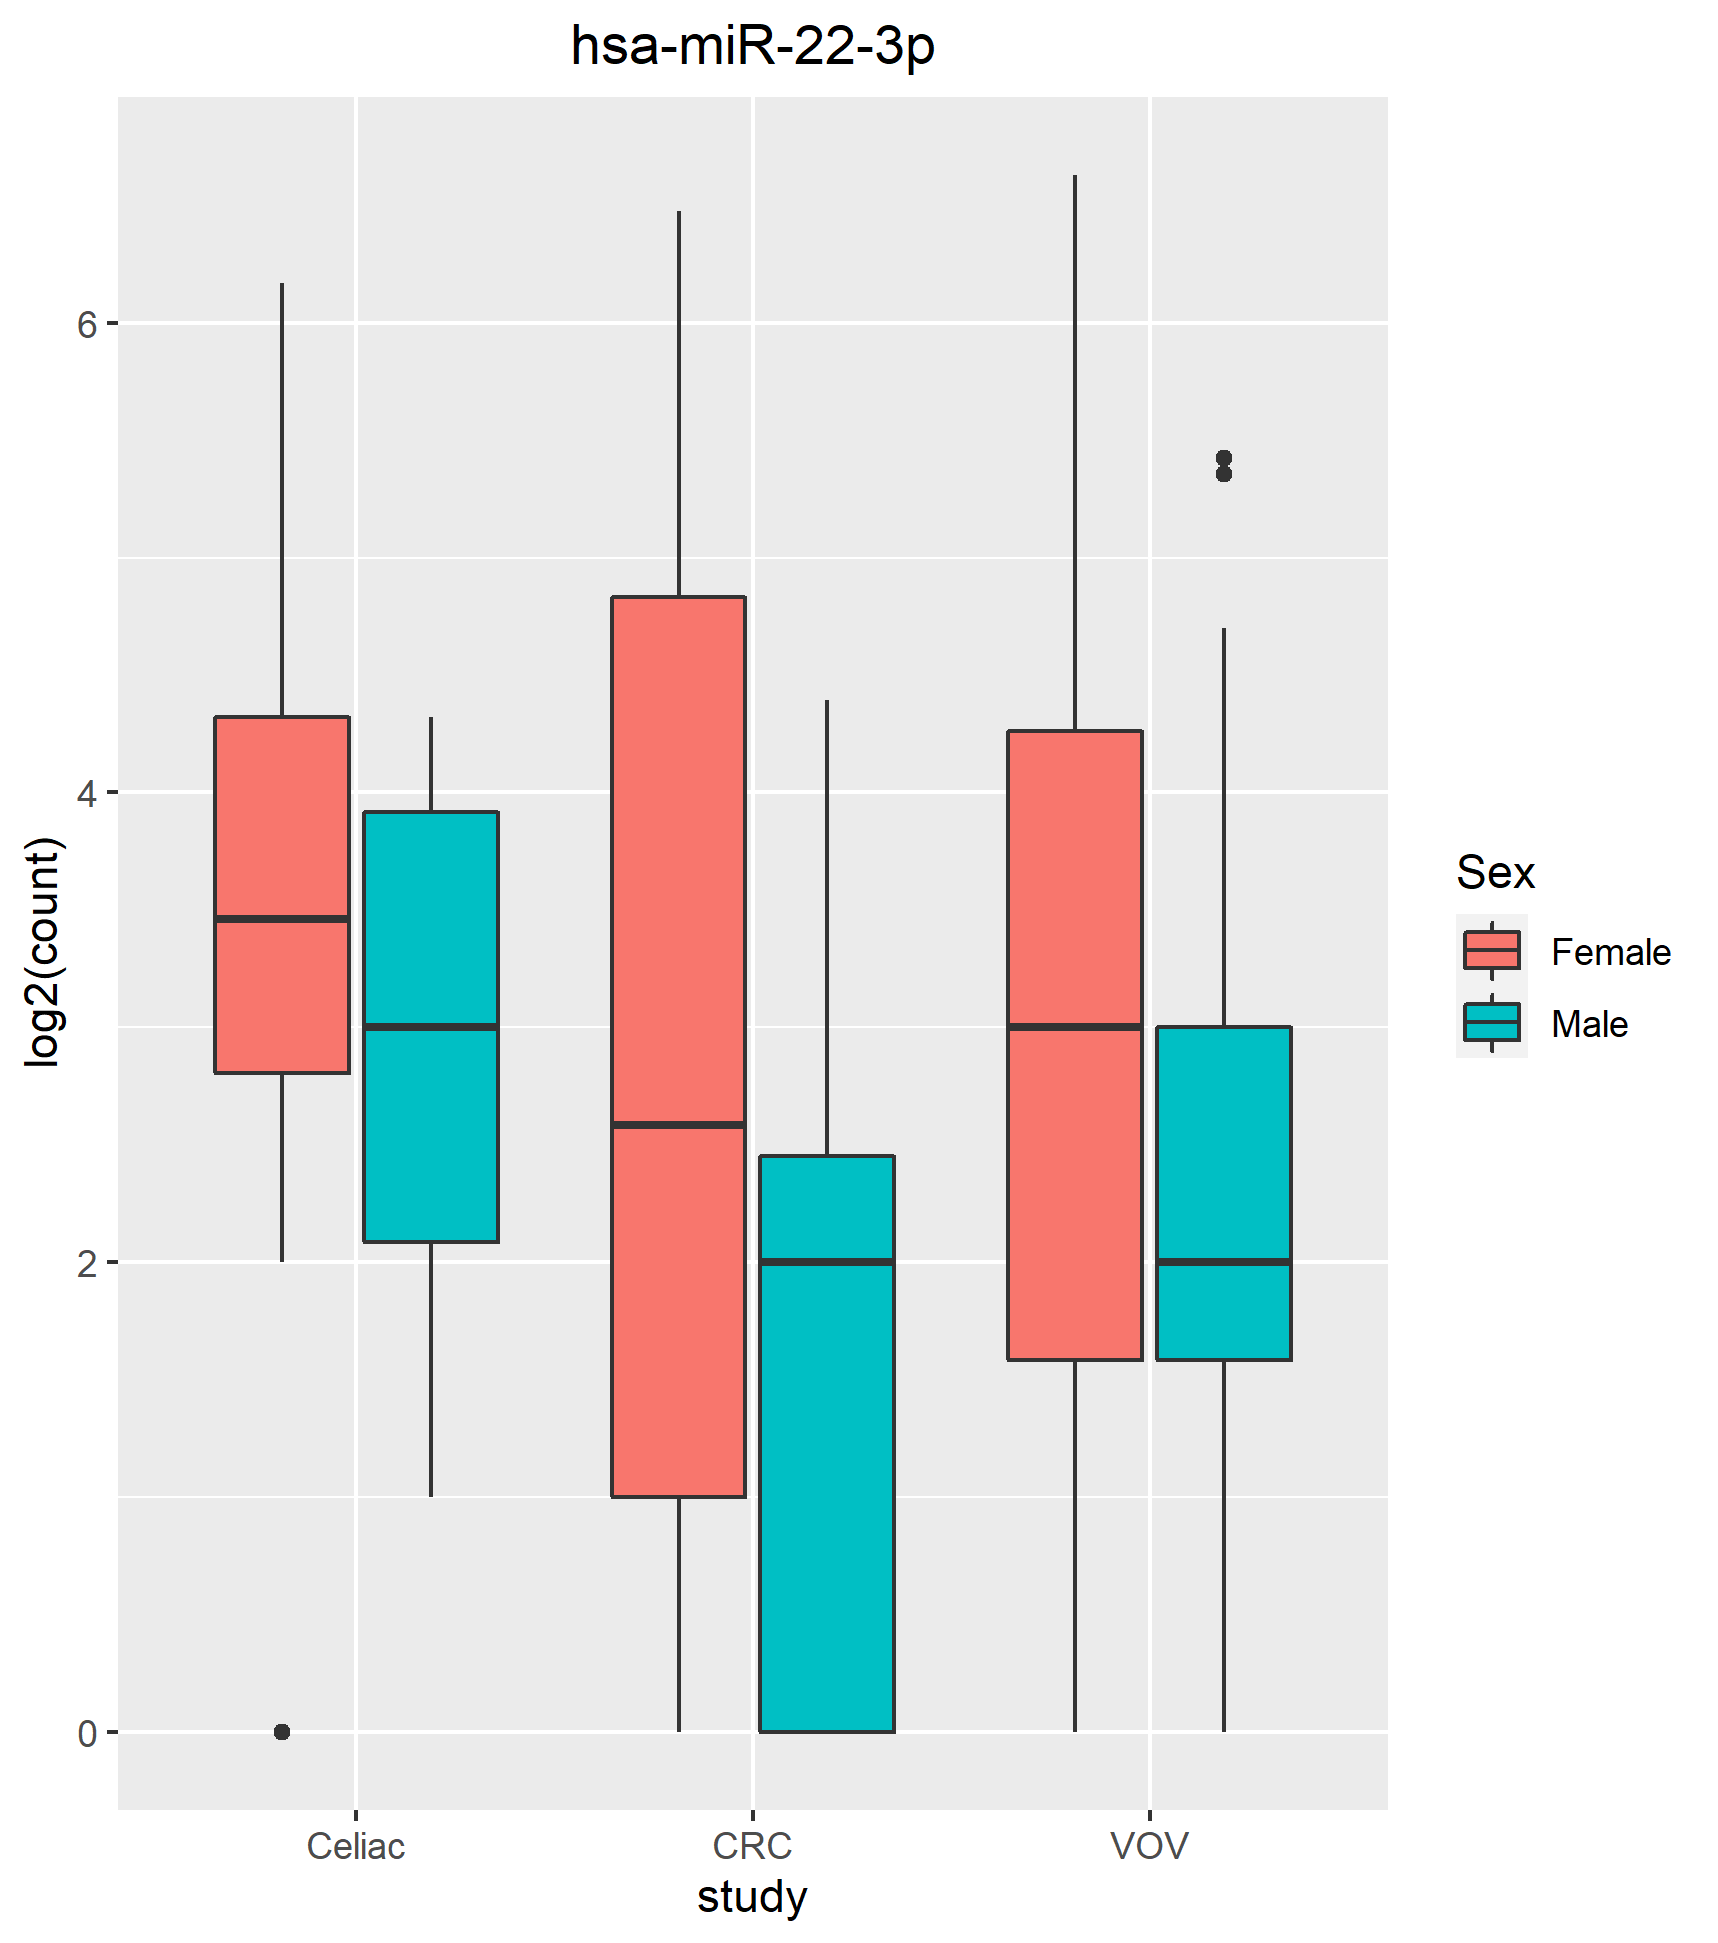 hsa-miR-22-3p
6
4
2
0
log2(count)
Celiac
CRC
VOV
study
Sex
Female
Male